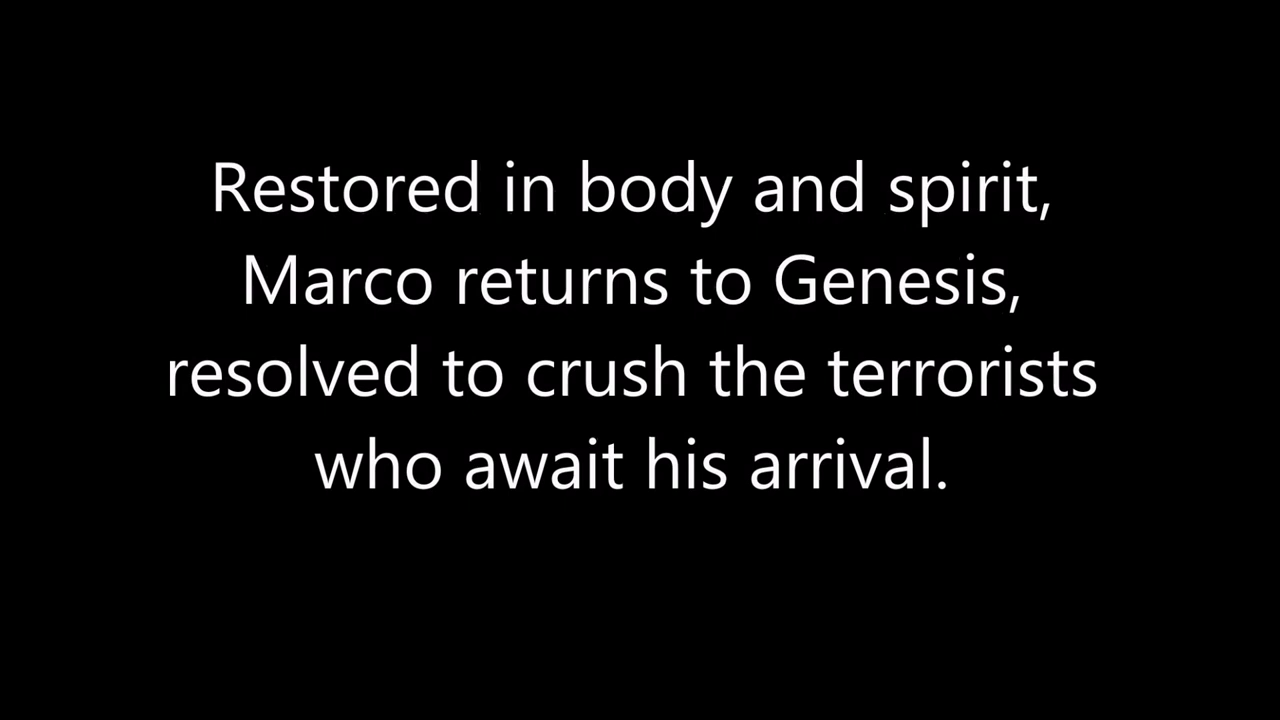 Restored in body and spirit,
Marco returns to Genesis,
resolved to crush the terrorists
who await his arrival.